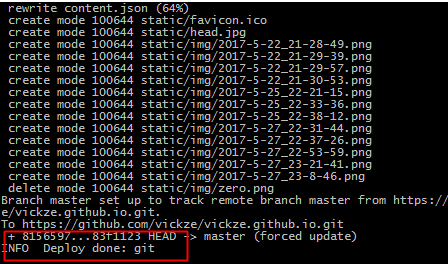 rewrite content.json (64%)
create mode 100644 static/favicon.ico
create mode 100644 static/head.jpg
create mode 100644 static/img/2017-5-22_21-28-49.png
create mode 100644 static/img/2017-5-22_21-29-39.png
create mode 100644 static/img/2017-5-22_21-29-57.png
create mode 100644 static/img/2017-5-22_21-30-53.png
create mode 100644 static/img/2017-5-25_22-21-15.png
create mode 100644 static/img/2017-5-25_22-33-36.png
create mode 100644 static/img/2017-5-25_22-38-12.png
create mode 100644 static/img/2017-5-27_22-31-44.png
create mode 100644 static/img/2017-5-27_22-37-26.png
create mode 100644 static/img/2017-5-27_22-53-59.png
create mode 100644 static/img/2017-5-27_23-21-41.png
create mode 100644 static/img/2017-5-27_23-8-46.png
delete mode 100644 static/img/zero.png
Branch master set up to track remote branch master from https:/
e/vickze.github.io.git.
To https://github.com/vickze/vickze.github.io.git
+ 8156597...83f1123 HEAD -> master (forced update)
INFO  Deploy done: git